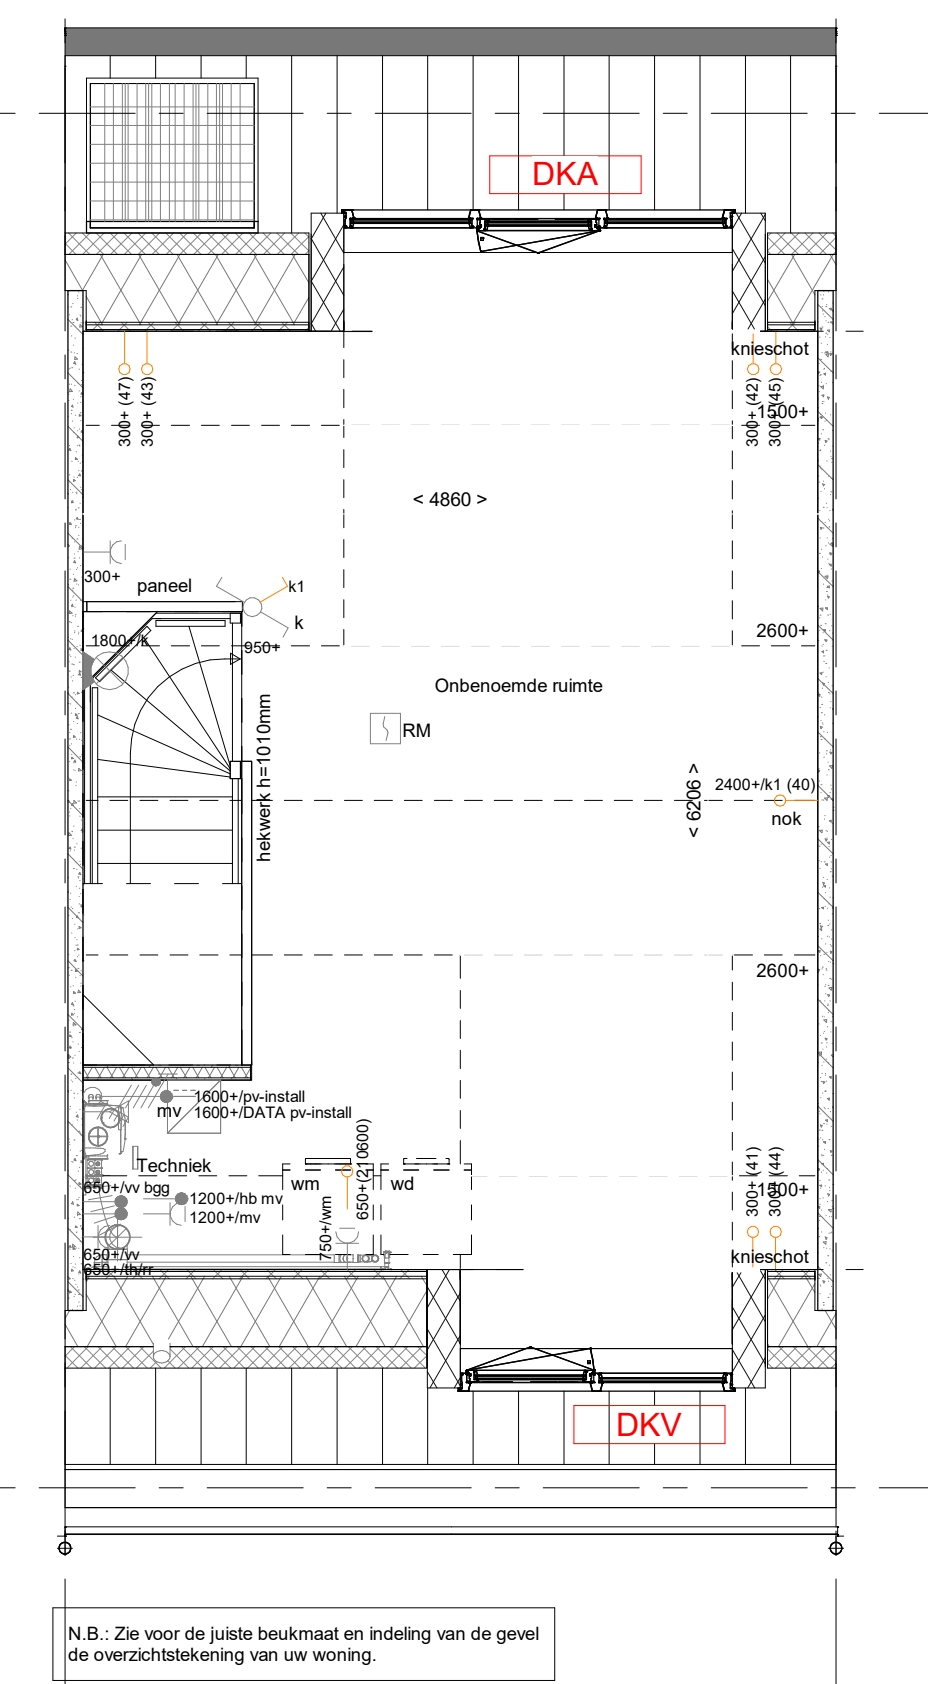 DKA
knieschot
300+ (47)
300+ (43)
300+ (42)
300+ (45)
1500+
< 4860 >
300+
paneel
k1
k
1800+/k
950+
2600+
Onbenoemde ruimte
RM
hekwerk h=1010mm
< 6206 >
2400+/k1 (40)
nok
2600+
1600+/pv-install
mv
1600+/DATA pv-install
Techniek
650+/vv bgg
1200+/hb mv
1200+/mv
wm
wd
750+/wm
300+ (41)
300+ (44)
1500+
650+/vv
650+/th/rr
knieschot
DKV
N.B.: Zie voor de juiste beukmaat en indeling van de gevel
de overzichtstekening van uw woning.